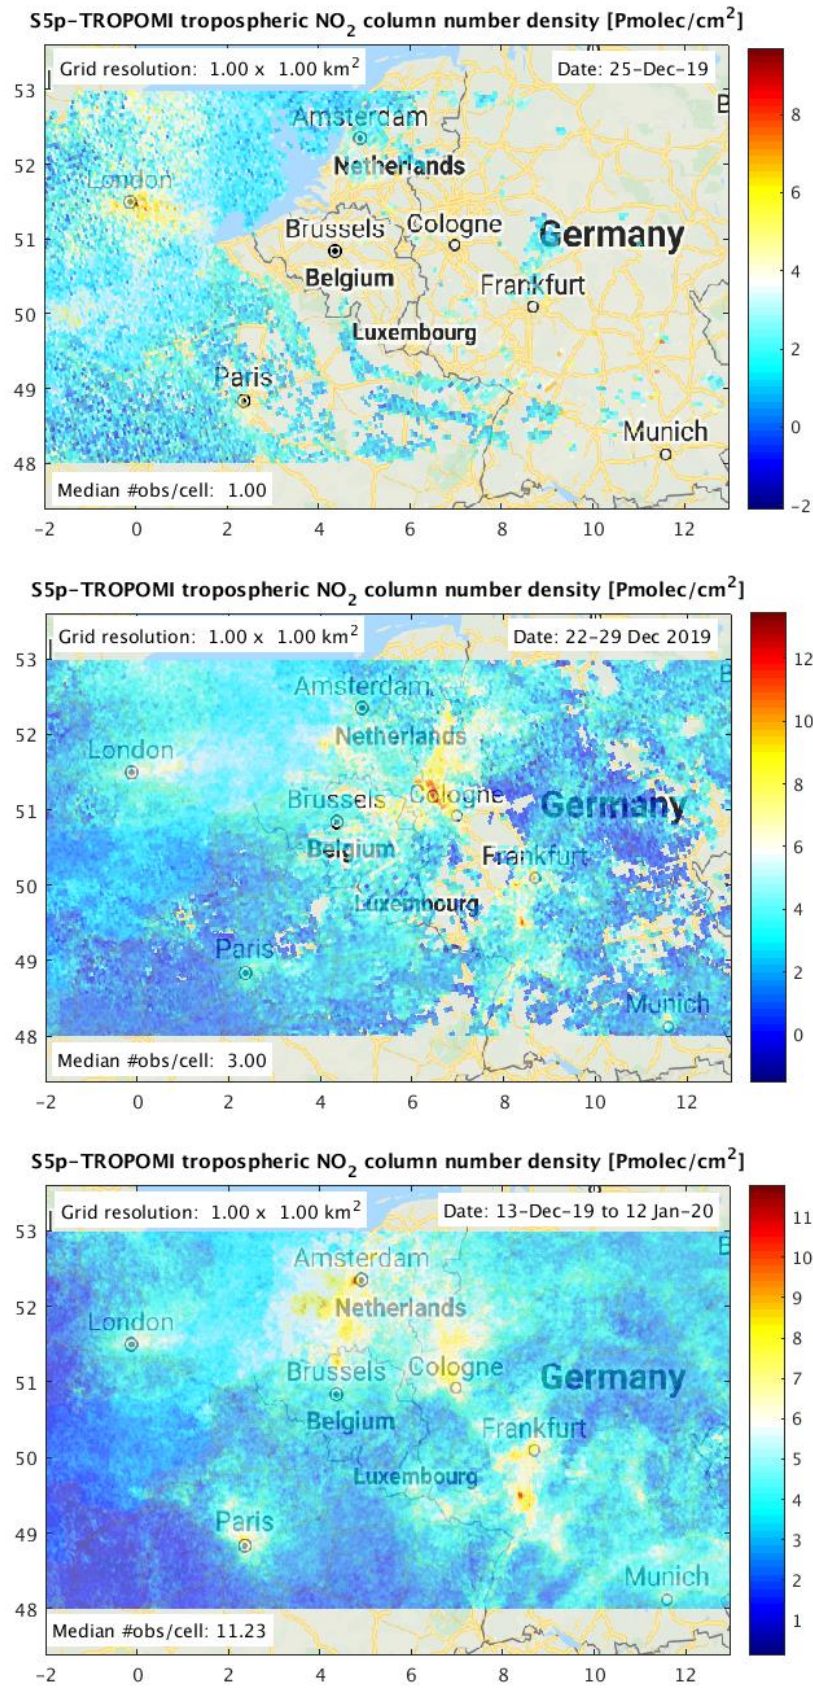 S5p-TROPOMI tropospheric NO2 column number density [Pmolec/cm2]
Grid resolution: 1.00 x 1.00 km2
Date: 25-Dec-19
53
52
51
50
49
48
Amsterdam
Netherlands
London
Brussels
Cologne
Germany
Belgium
Frankfurt
Luxembourg
Paris
Munich
B
Median #obs/cell: 1.00
-2 0 2 4 6 8 10 12
8
6
4
2
0
-2
S5p-TROPOMI tropospheric NO2 column number density [Pmolec/cm2]
Grid resolution: 1.00 x 1.00 km2
Date: 22-29 Dec 2019
53
52
51
50
49
48
B
Amsterdam
Netherlands
London
Brussels
Cologne
Germany
Belgium
Frankfurt
Luxembourg
Paris
Munich
Median #obs/cell: 3.00
-2 0 2 4 6 8 10 12
12
10
8
6
4
2
0
S5p-TROPOMI tropospheric NO2 column number density [Pmolec/cm2]
Grid resolution: 1.00 x 1.00 km2
Date: 13-Dec-19 to 12 Jan-20
53
52
51
50
49
48
B
Amsterdam
Netherlands
London
Brussels
Cologne
Germany
Belgium
Frankfurt
Luxembourg
Paris
Munich
Median #obs/cell: 11.23
-2 0 2 4 6 8 10 12
11
10
9
8
7
6
5
4
3
2
1